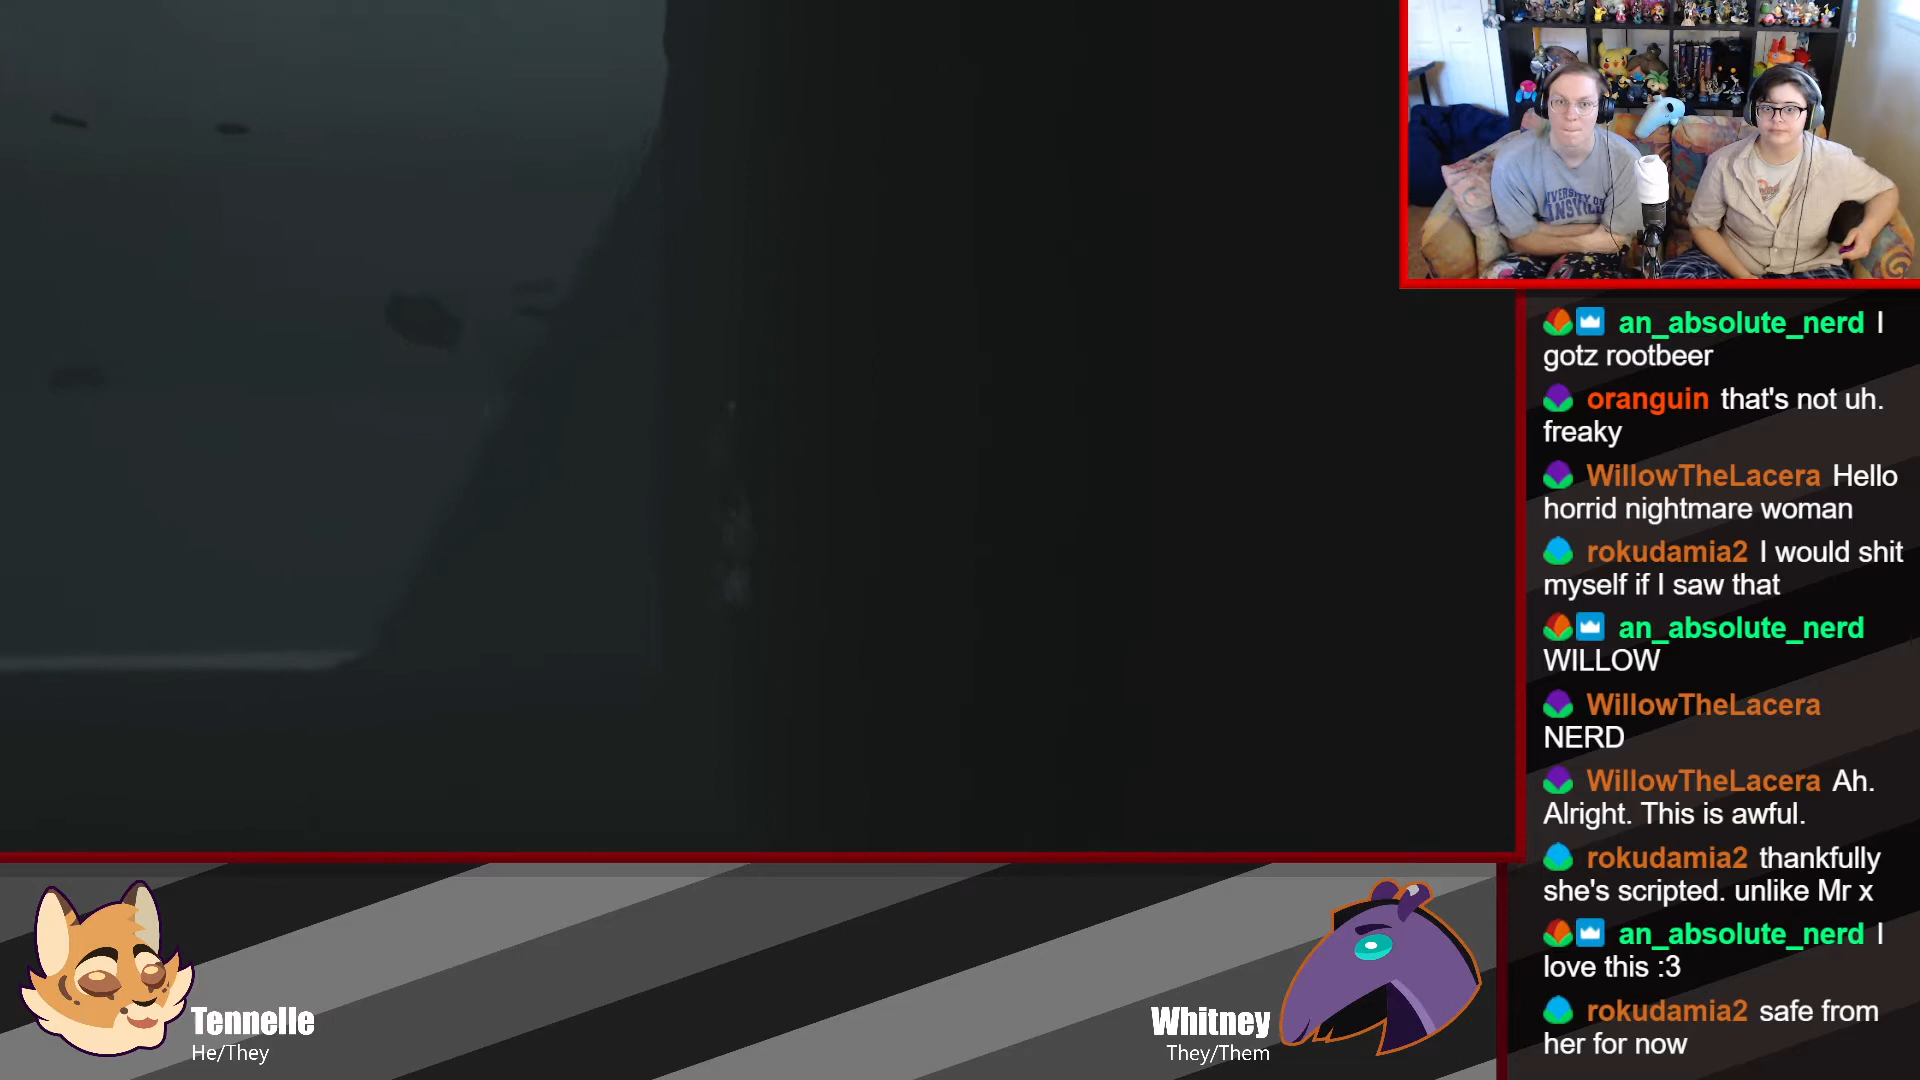 an_absolute_nerd I
gotz rootbeer
oranguin that's not uh.
freaky
WillowTheLacera Hello
horrid nightmare woman
rokudamia2 I would shit
myself if I saw that
an_absolute_nerd
WILLOW
WillowTheLacera
NERD
WillowTheLacera Ah.
Alright. This is awful.
rokudamia2 thankfully
she's scripted. unlike Mr x
an_absolute_nerd I
love this :3
rokudamia2 safe from
her for now
Tennelle
He/They
Whitney
They/Them